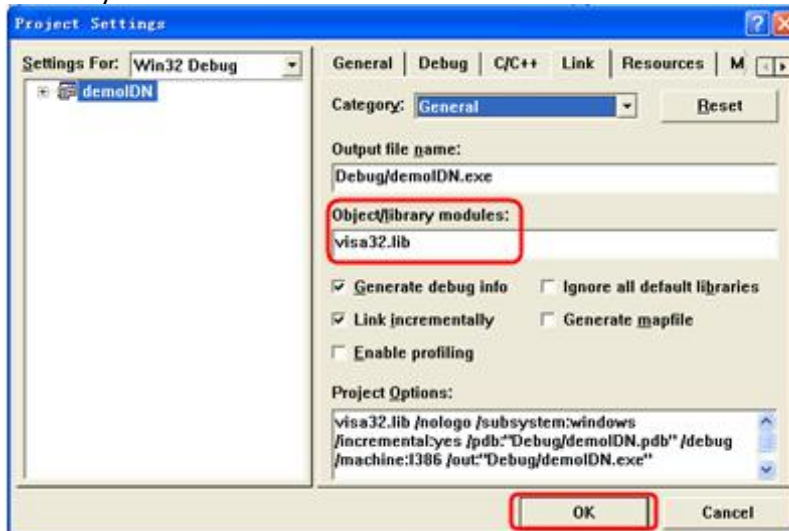 Project Settings
Settings For: Win32 Debug
demoIDN
General Debug C/C++ Link Resources M
Category: General Reset
Output file name:
Debug/demoIDN.exe
Object/library modules:
visa32.lib
Generate debug info Ignore all default libraries
Link incrementally Generate mapfile
Enable profiling
Project Options:
visa32.lib /nologo /subsystem:windows
/incremental:yes /pdb:"Debug/demoIDN.pdb" /debug
/machine:I386 /out:"Debug/demoIDN.exe"
OK Cancel